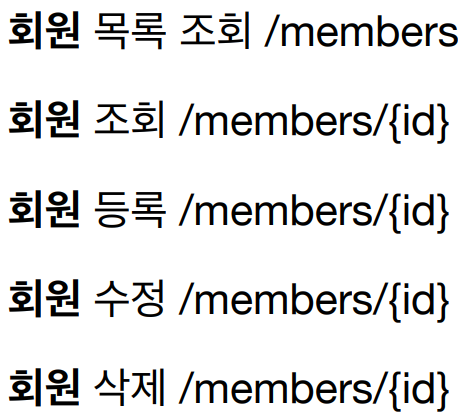 회원 목록 조회 /members
회원 조회 /members/{id}
회원 등록 /members/{id}
회원 수정 /members/{id}
회원 삭제 /members/{id}